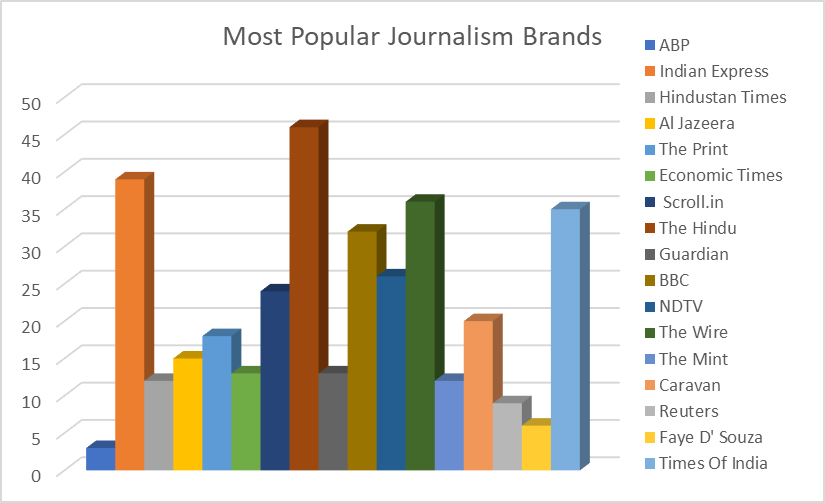 Most Popular Journalism Brands
50
45
40
35
30
25
20
15
10
5
0
ABP
Indian Express
Hindustan Times
Al Jazeera
The Print
Economic Times
Scroll.in
The Hindu
Guardian
BBC
NDTV
The Wire
The Mint
Caravan
Reuters
Faye D' Souza
Times Of India